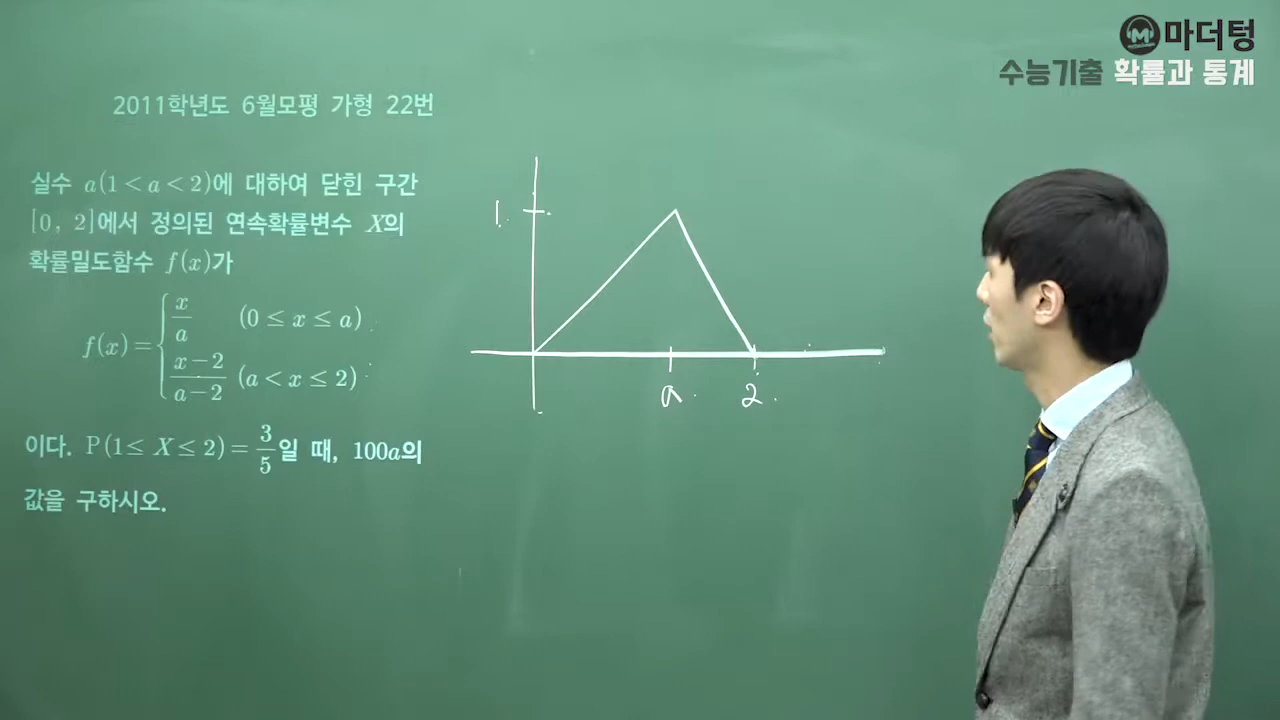 마더텅
수능기출 확률과 통계
2011학년도 6월모평 가형 22번
실수 a(1<a<2)에 대하여 닫힌 구간
[0, 2]에서 정의된 연속확률변수 X의
확률밀도함수 f(x)가
f(x)={ x/a (0≤x≤a)
(x-2)/(a-2) (a<x≤2)
이다. P(1≤X≤2)=3/5일 때, 100a의
값을 구하시오.
1
a
2